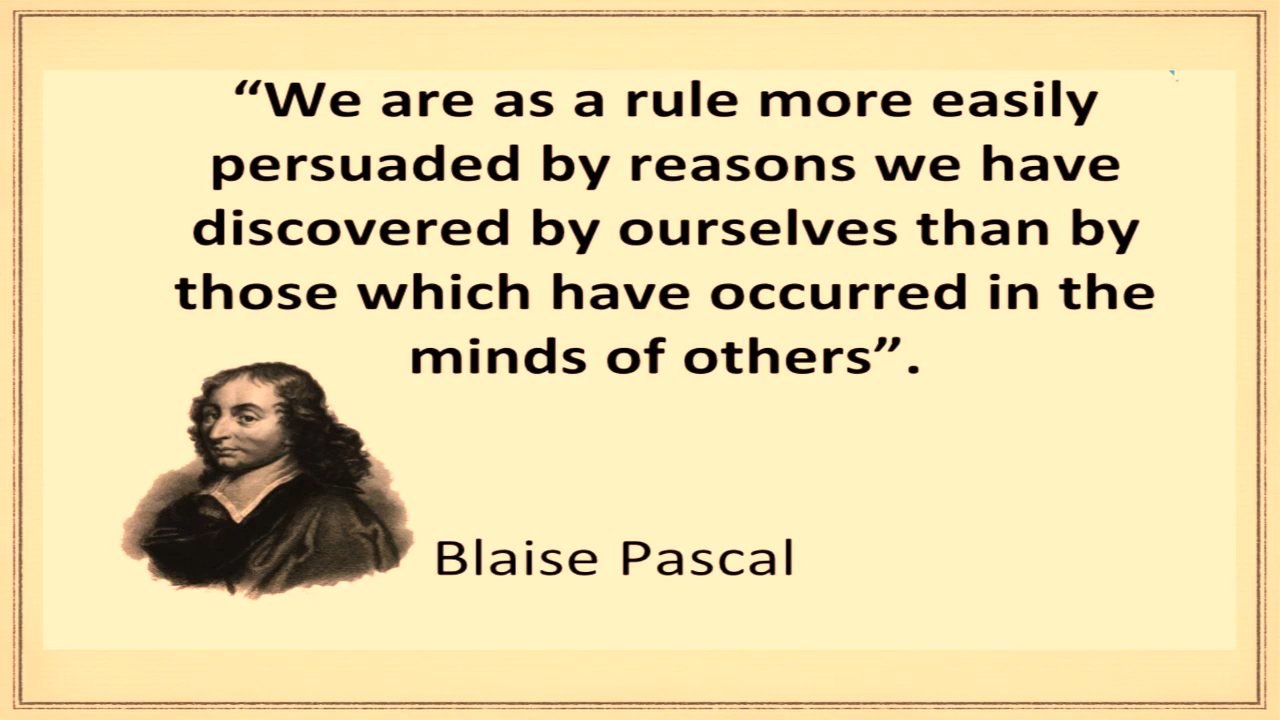 “We are as a rule more easily
persuaded by reasons we have
discovered by ourselves than by
those which have occurred in the
minds of others”.
Blaise Pascal